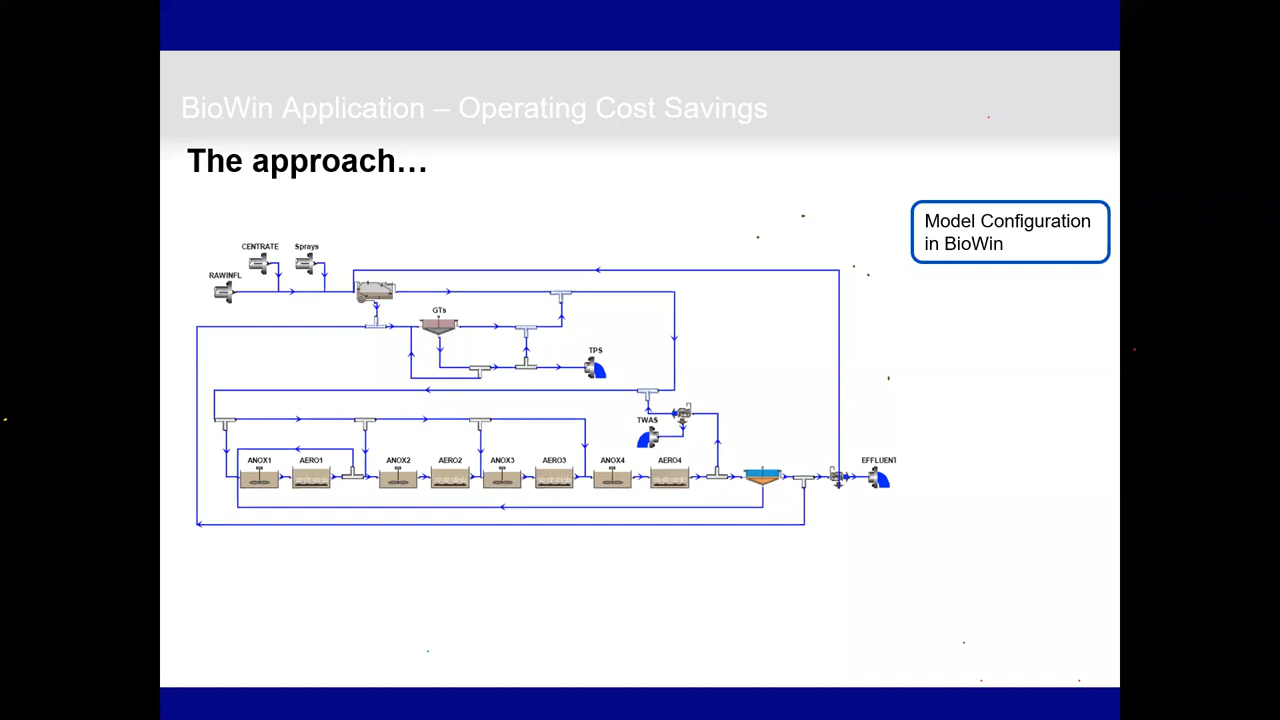 BioWin Application – Operating Cost Savings
The approach…
Model Configuration
in BioWin
CENTRATE
Sprays
RAWINFL
GTs
TPS
TWAS
ANOX1
AERO1
ANOX2
AERO2
ANOX3
AERO3
ANOX4
AERO4
EFFLUENT